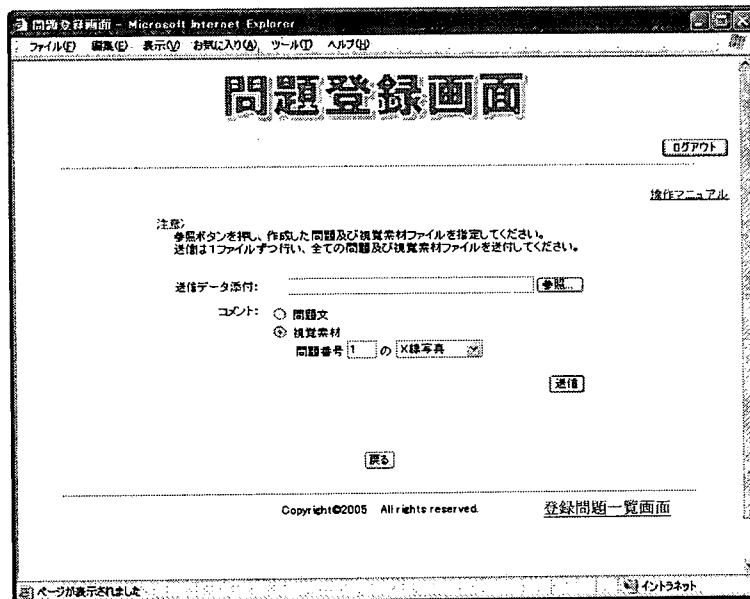 問題登録画面 - Microsoft Internet Explorer
ファイル(F) 編集(E) 表示(V) お気に入り(A) ツール(T) ヘルプ(H)
問題登録画面
ログアウト
操作マニュアル
注意)
参照ボタンを押し、作成した問題及び視覚素材ファイルを指定してください。
送信は1ファイルずつ行い、全ての問題及び視覚素材ファイルを送付してください。
送信データ添付: 参照...
コメント: 問題文
視覚素材
問題番号 1 の X線写真
送信
戻る
Copyright©2005 All rights reserved. 登録問題一覧画面
ページが表示されました イントラネット